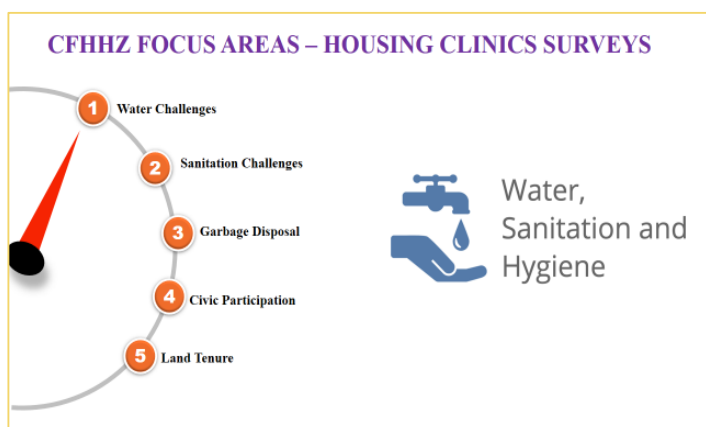 CFHHZ FOCUS AREAS – HOUSING CLINICS SURVEYS
1 Water Challenges
2 Sanitation Challenges
3 Garbage Disposal
4 Civic Participation
5 Land Tenure
Water,
Sanitation and
Hygiene